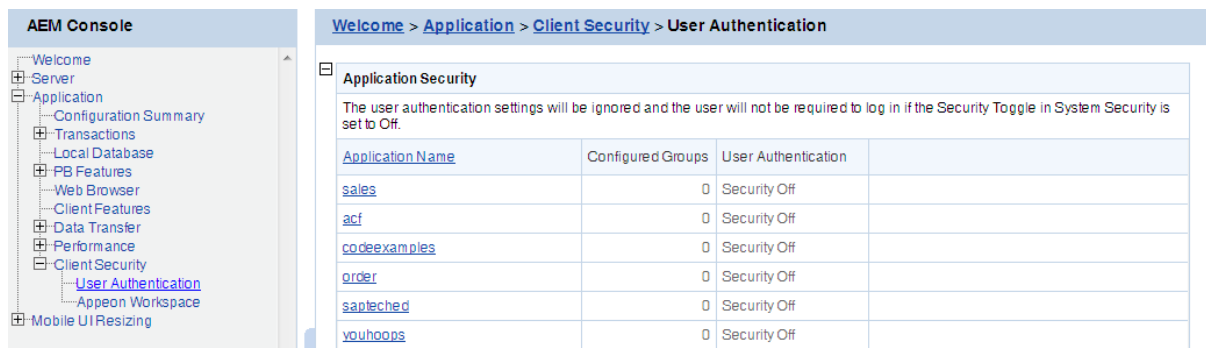 AEM Console
Welcome
Server
Application
Configuration Summary
Transactions
Local Database
PB Features
Web Browser
Client Features
Data Transfer
Performance
Client Security
User Authentication
Appeon Workspace
Mobile UI Resizing
Welcome > Application > Client Security > User Authentication
Application Security
The user authentication settings will be ignored and the user will not be required to log in if the Security Toggle in System Security is
set to Off.
Application Name Configured Groups User Authentication
sales 0 Security Off
acf 0 Security Off
codeexamples 0 Security Off
order 0 Security Off
sapteched 0 Security Off
youhoops 0 Security Off